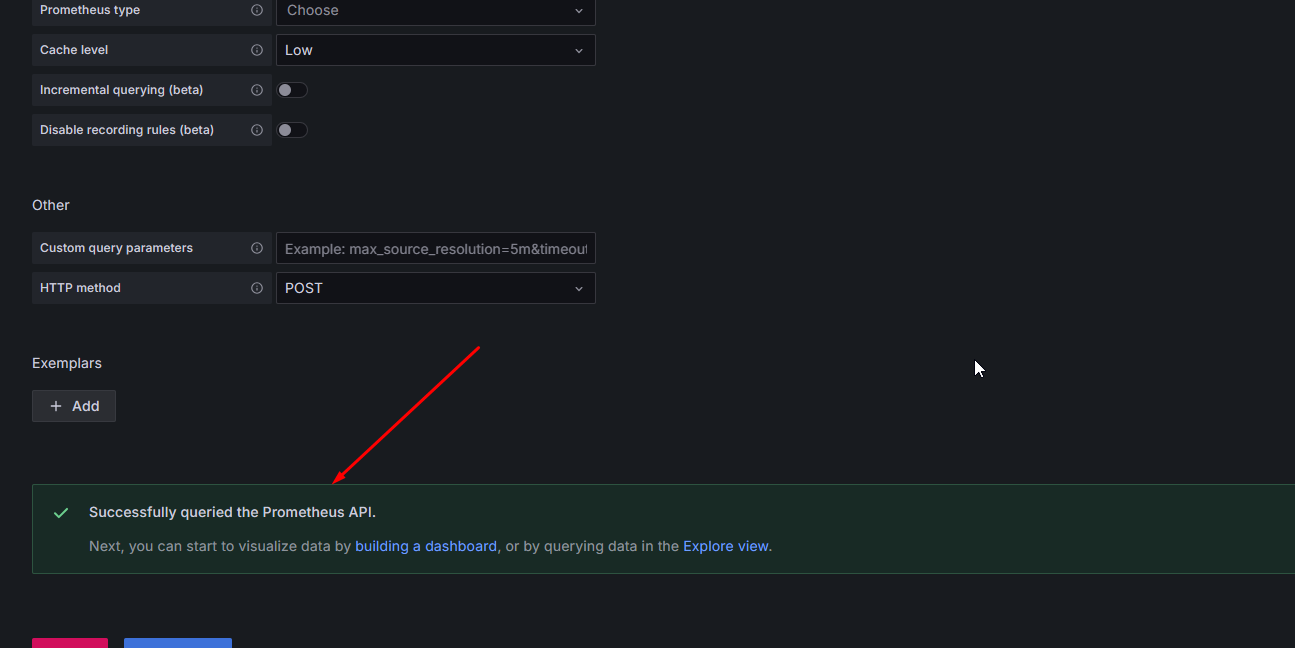 Prometheus type
Choose
Cache level
Low
Incremental querying (beta)
Disable recording rules (beta)
Other
Custom query parameters
Example: max_source_resolution=5m&timeout
HTTP method
POST
Exemplars
+ Add
Successfully queried the Prometheus API.
Next, you can start to visualize data by building a dashboard, or by querying data in the Explore view.